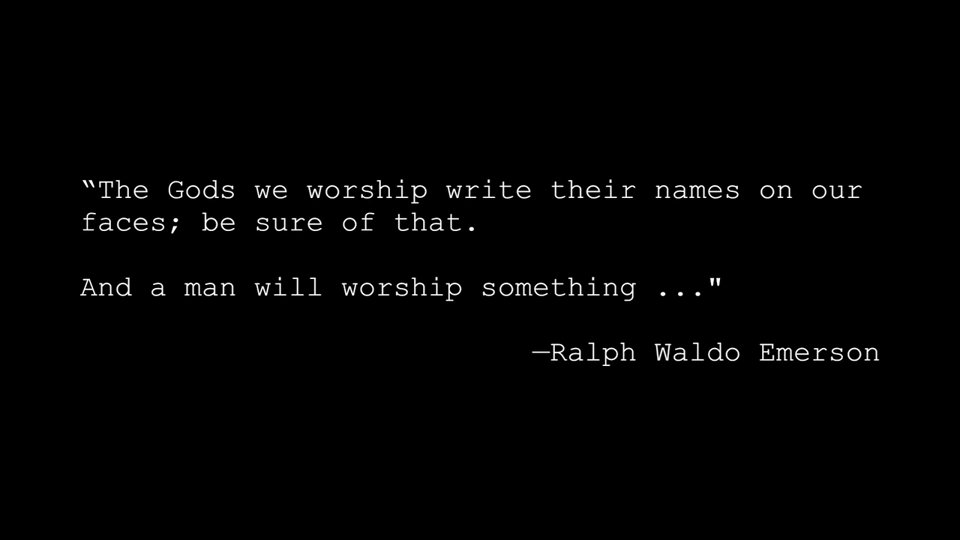 “The Gods we worship write their names on our
faces; be sure of that.
And a man will worship something ..."
—Ralph Waldo Emerson